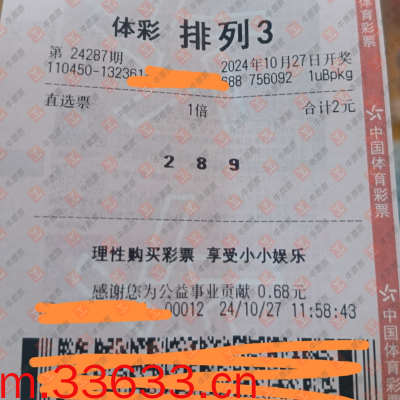 体彩 排列3
第 24287期 2024年10月27日开奖
110450-132361- 688 756092 1uBpkg
直选票 1倍 合计2元
2 8 9
理性购买彩票 享受小小娱乐
感谢您为公益事业贡献 0.68元
00012 24/10/27 11:58:43
中国体育彩票
中国体育彩票
体育彩票
m.33633.cn